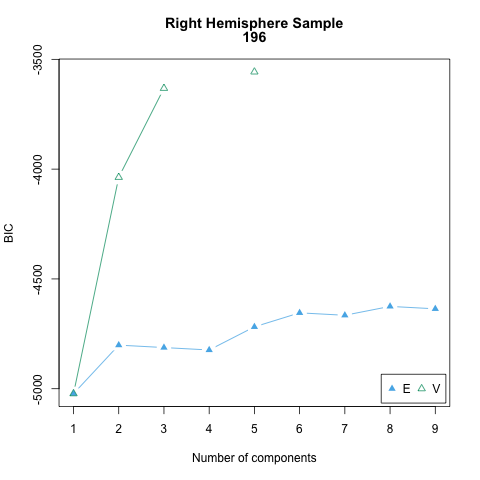 Right Hemisphere Sample
196
BIC
-3500
-4000
-4500
-5000
E V
1 2 3 4 5 6 7 8 9
Number of components